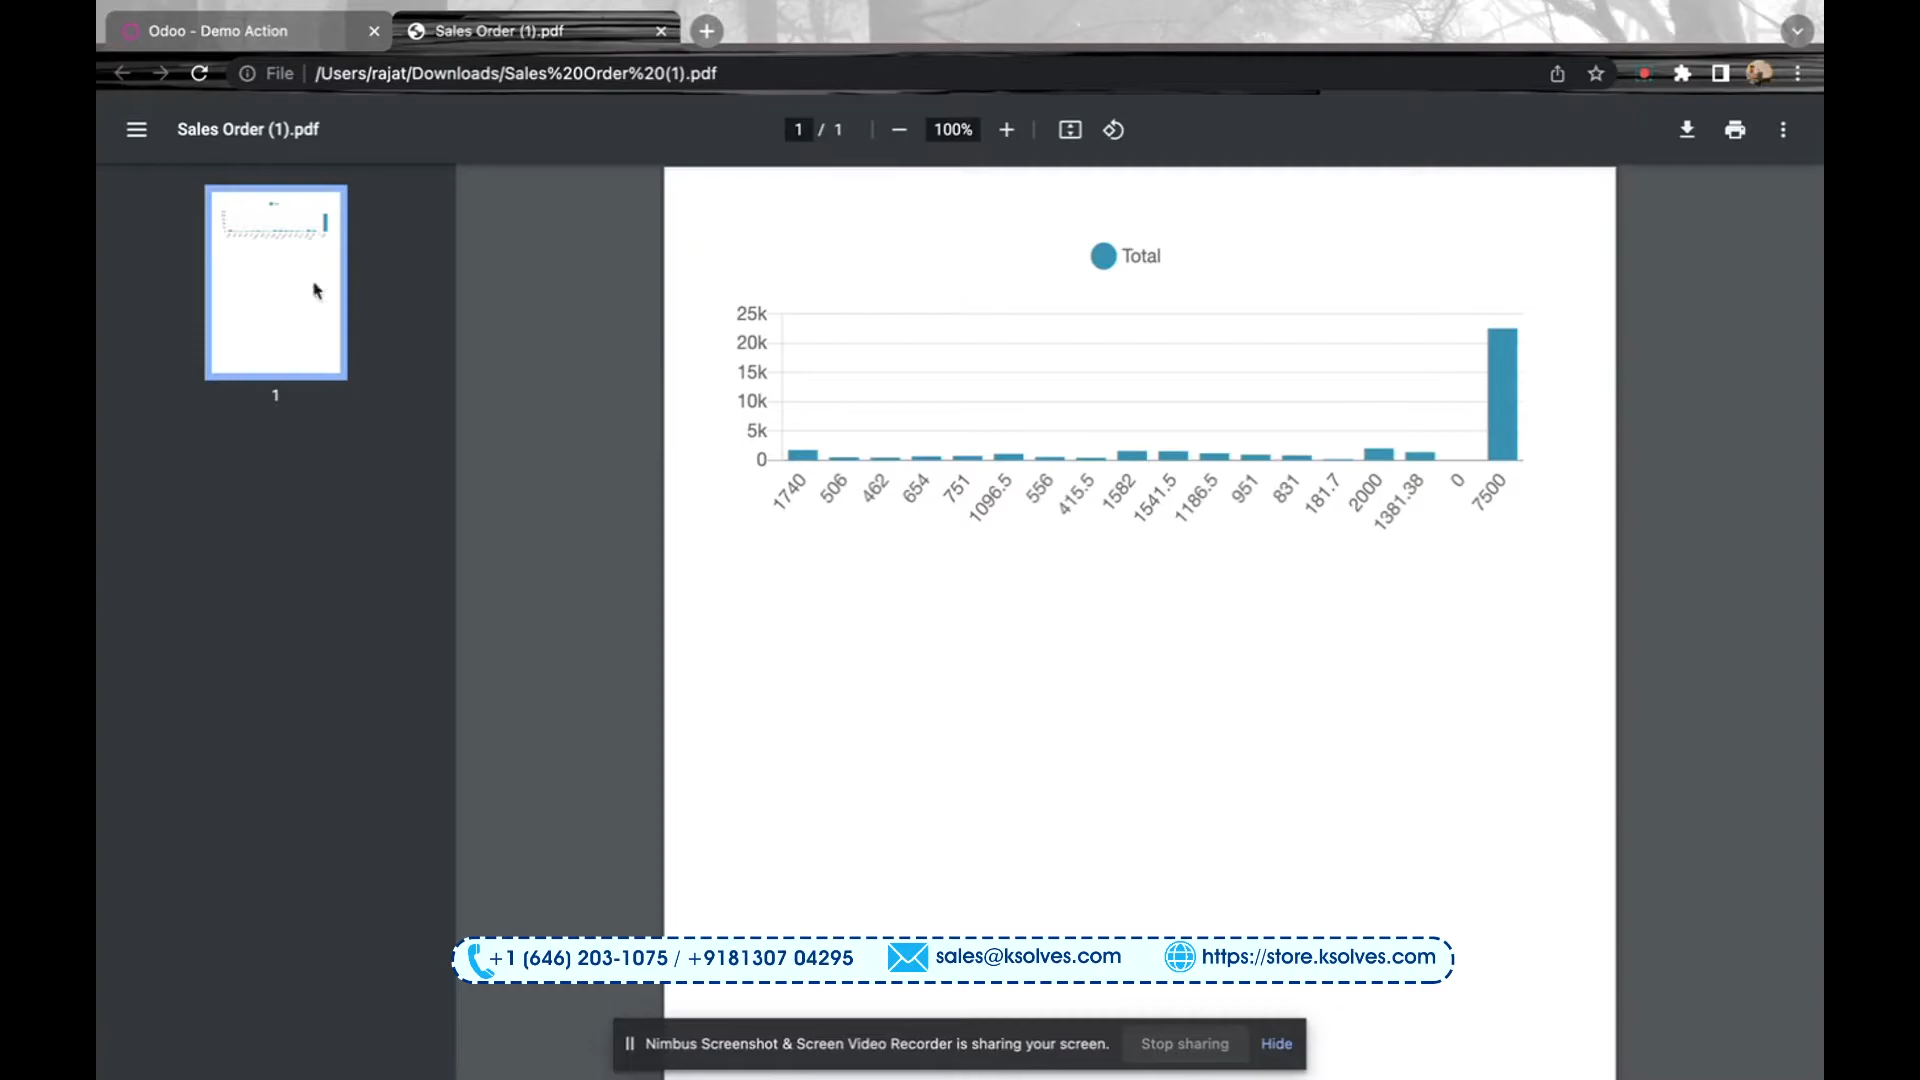 Odoo - Demo Action
Sales Order (1).pdf
File
/Users/rajat/Downloads/Sales%20Order%20(1).pdf
Sales Order (1).pdf
1 / 1
100%
1
Total
25k
20k
15k
10k
5k
0
1740
506
462
654
751
1096.5
556
415.5
1582
1541.5
1186.5
951
831
181.7
2000
1381.38
0
7500
+1 (646) 203-1075 / +9181307 04295
sales@ksolves.com
https://store.ksolves.com
Nimbus Screenshot & Screen Video Recorder is sharing your screen.
Stop sharing
Hide